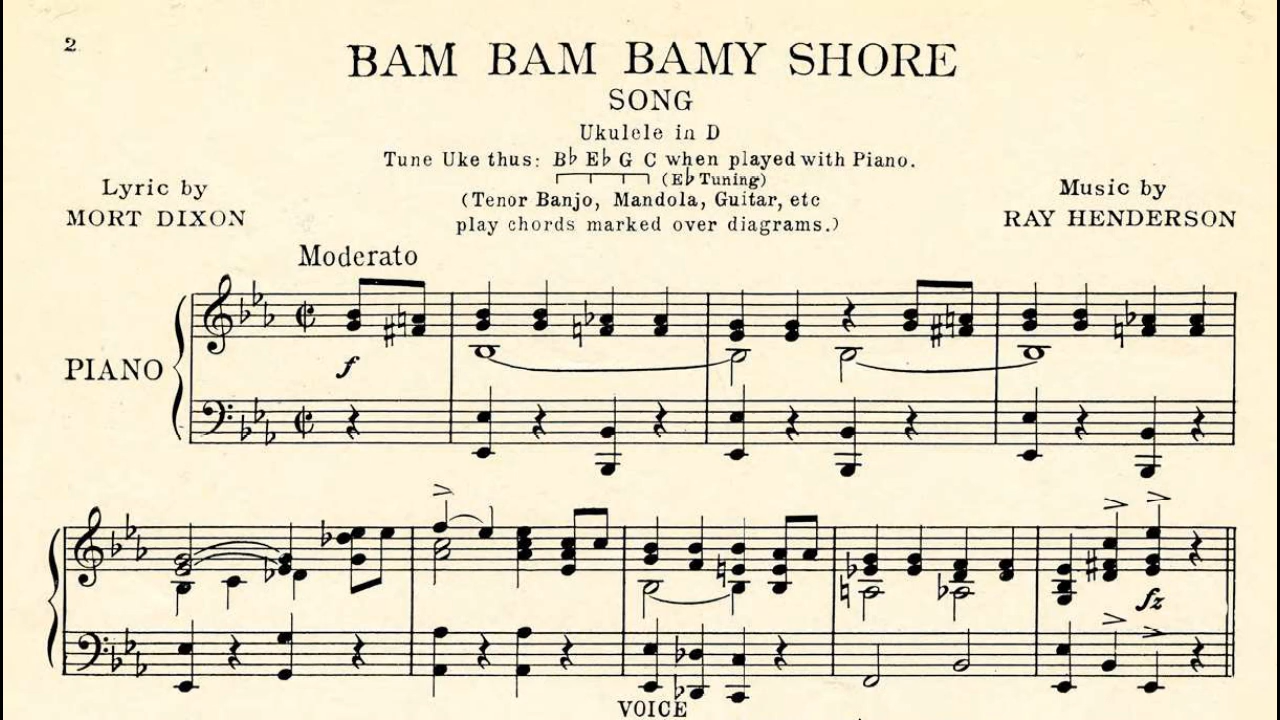 2
BAM BAM BAMY SHORE
SONG
Ukulele in D
Tune Uke thus: B♭ E♭ G C when played with Piano.
(E♭ Tuning)
Lyric by
MORT DIXON
(Tenor Banjo, Mandola, Guitar, etc
play chords marked over diagrams.)
Music by
RAY HENDERSON
Moderato
PIANO
f
fz
VOICE